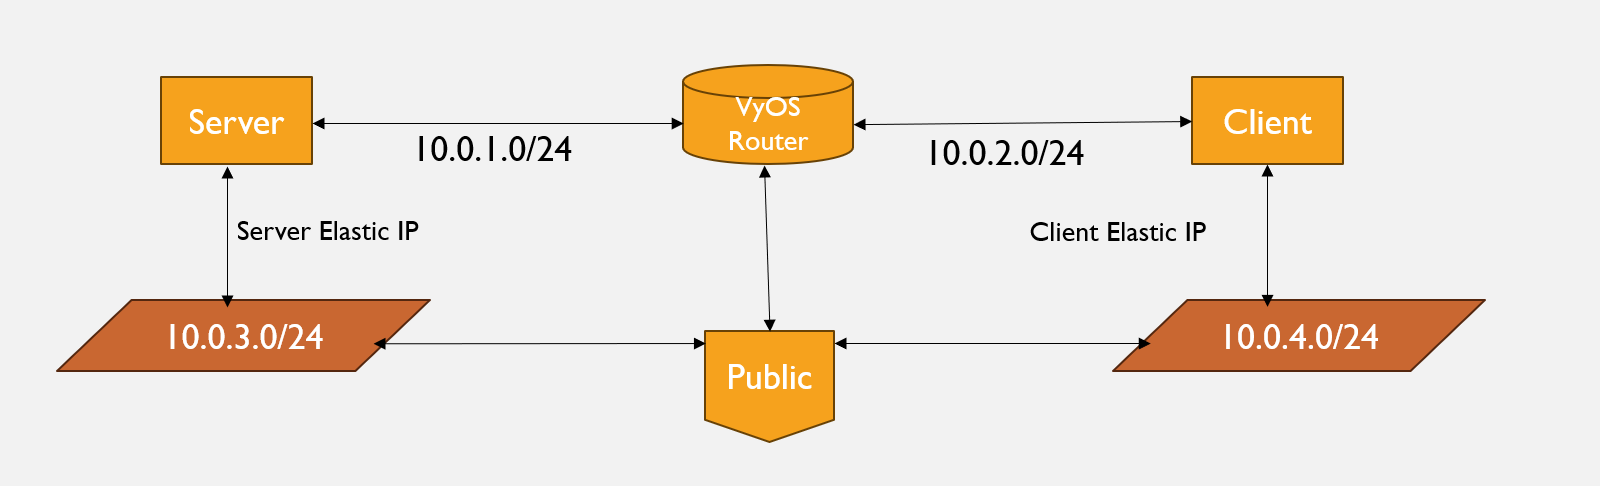 Server
VyOS
Router
Client
10.0.1.0/24
10.0.2.0/24
Server Elastic IP
Client Elastic IP
10.0.3.0/24
10.0.4.0/24
Public